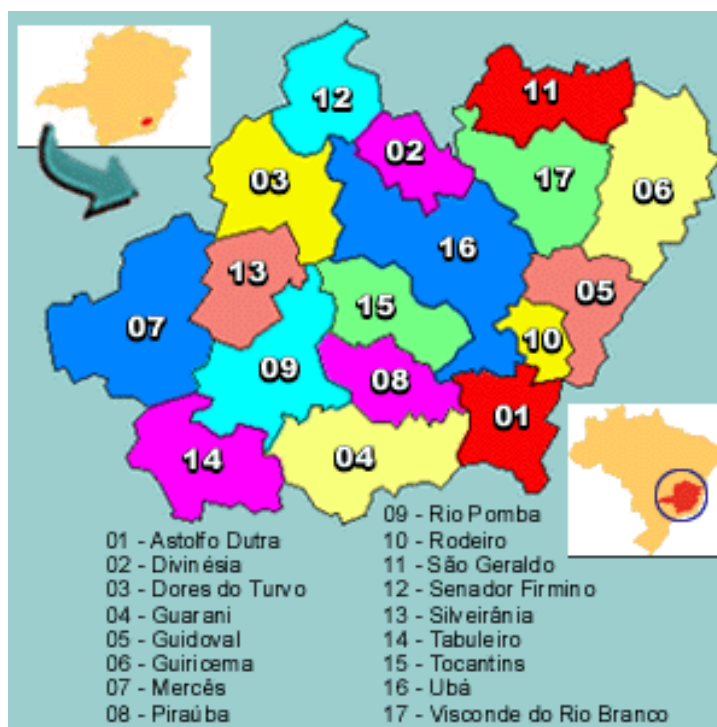 12
11
02
03
17
06
16
13
05
07
15
10
09
08
01
14
04
01 - Astolfo Dutra
02 - Divinésia
03 - Dores do Turvo
04 - Guarani
05 - Guidoval
06 - Guiricema
07 - Mercês
08 - Piraúba
09 - Rio Pomba
10 - Rodeiro
11 - São Geraldo
12 - Senador Firmino
13 - Silveirânia
14 - Tabuleiro
15 - Tocantins
16 - Ubá
17 - Visconde do Rio Branco